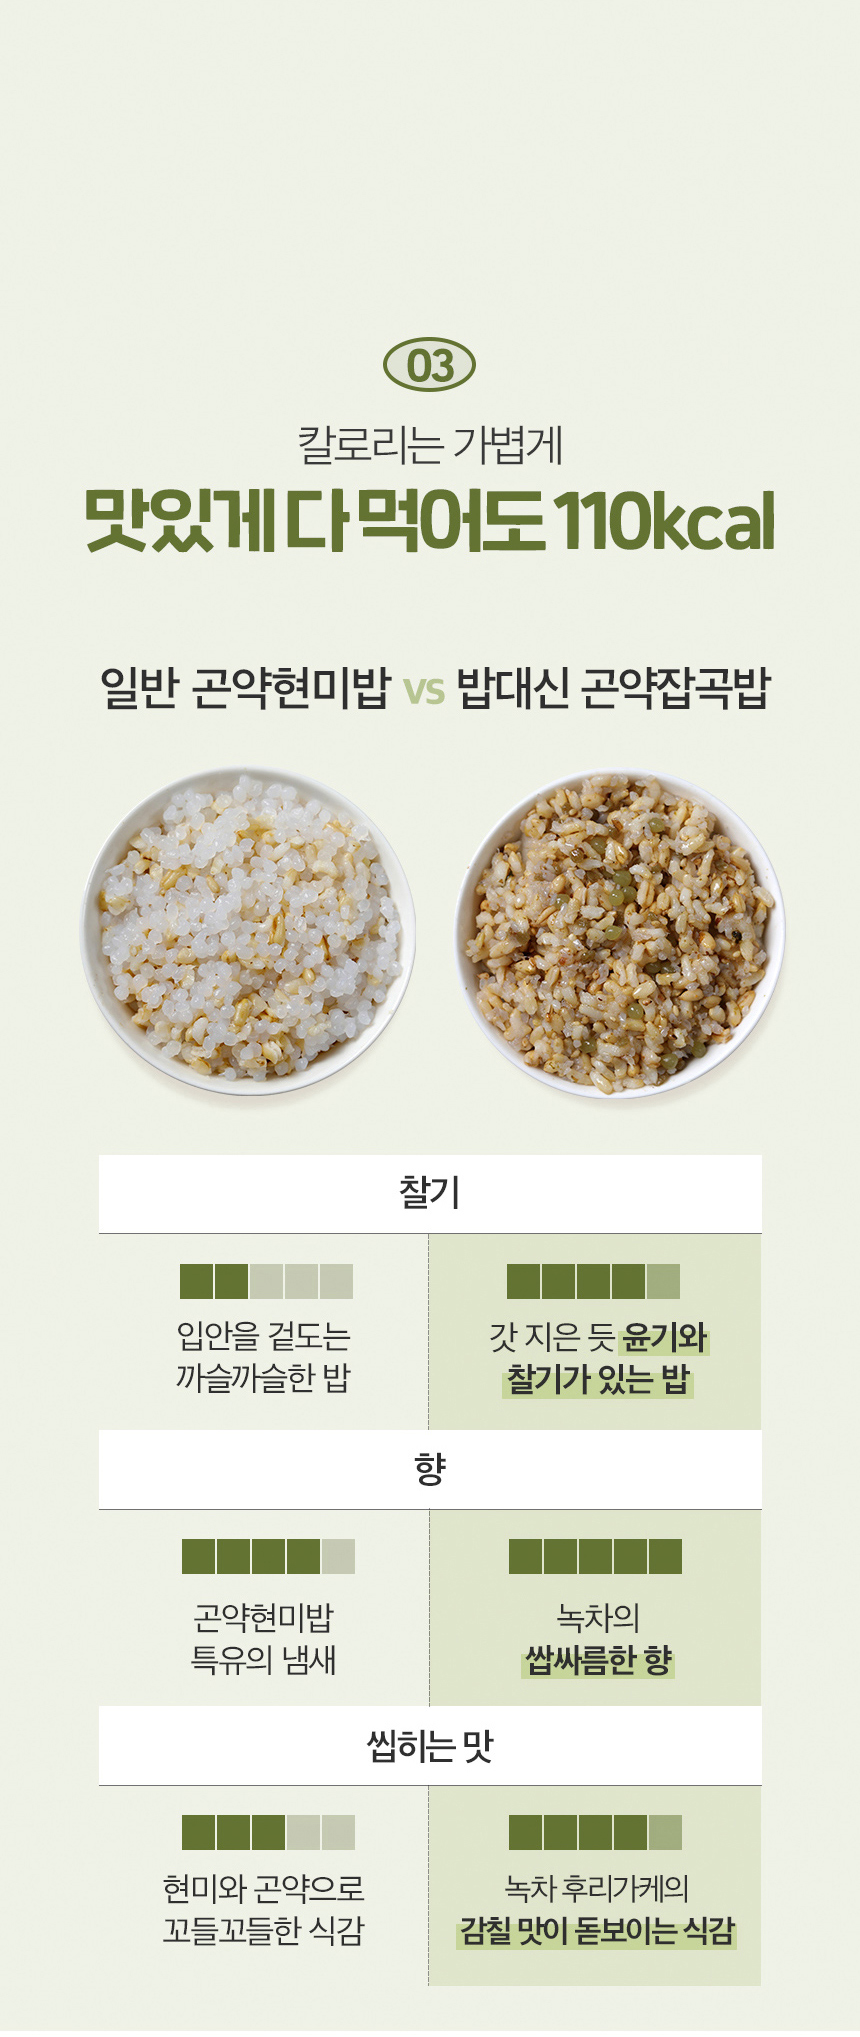 03
칼로리는 가볍게
맛있게 다 먹어도 110kcal
일반 곤약현미밥 vs 밥대신 곤약잡곡밥
찰기
입안을 겉도는
까슬까슬한 밥
갓 지은 듯 윤기와
찰기가 있는 밥
향
곤약현미밥
특유의 냄새
녹차의
쌉싸름한 향
씹히는 맛
현미와 곤약으로
꼬들꼬들한 식감
녹차 후리가케의
감칠 맛이 돋보이는 식감